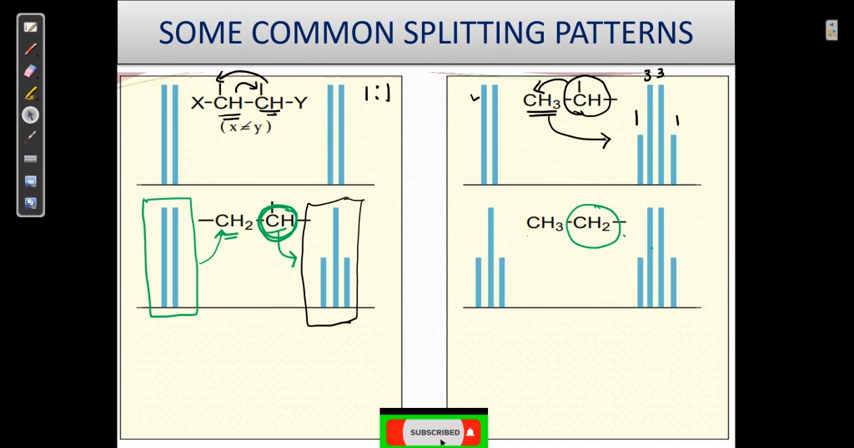 SOME COMMON SPLITTING PATTERNS
X-CH-CH-Y
(x≠y)
1:1
CH3-CH-
3 3
1
1
-CH2-CH-
CH3-CH2-
SUBSCRIBED